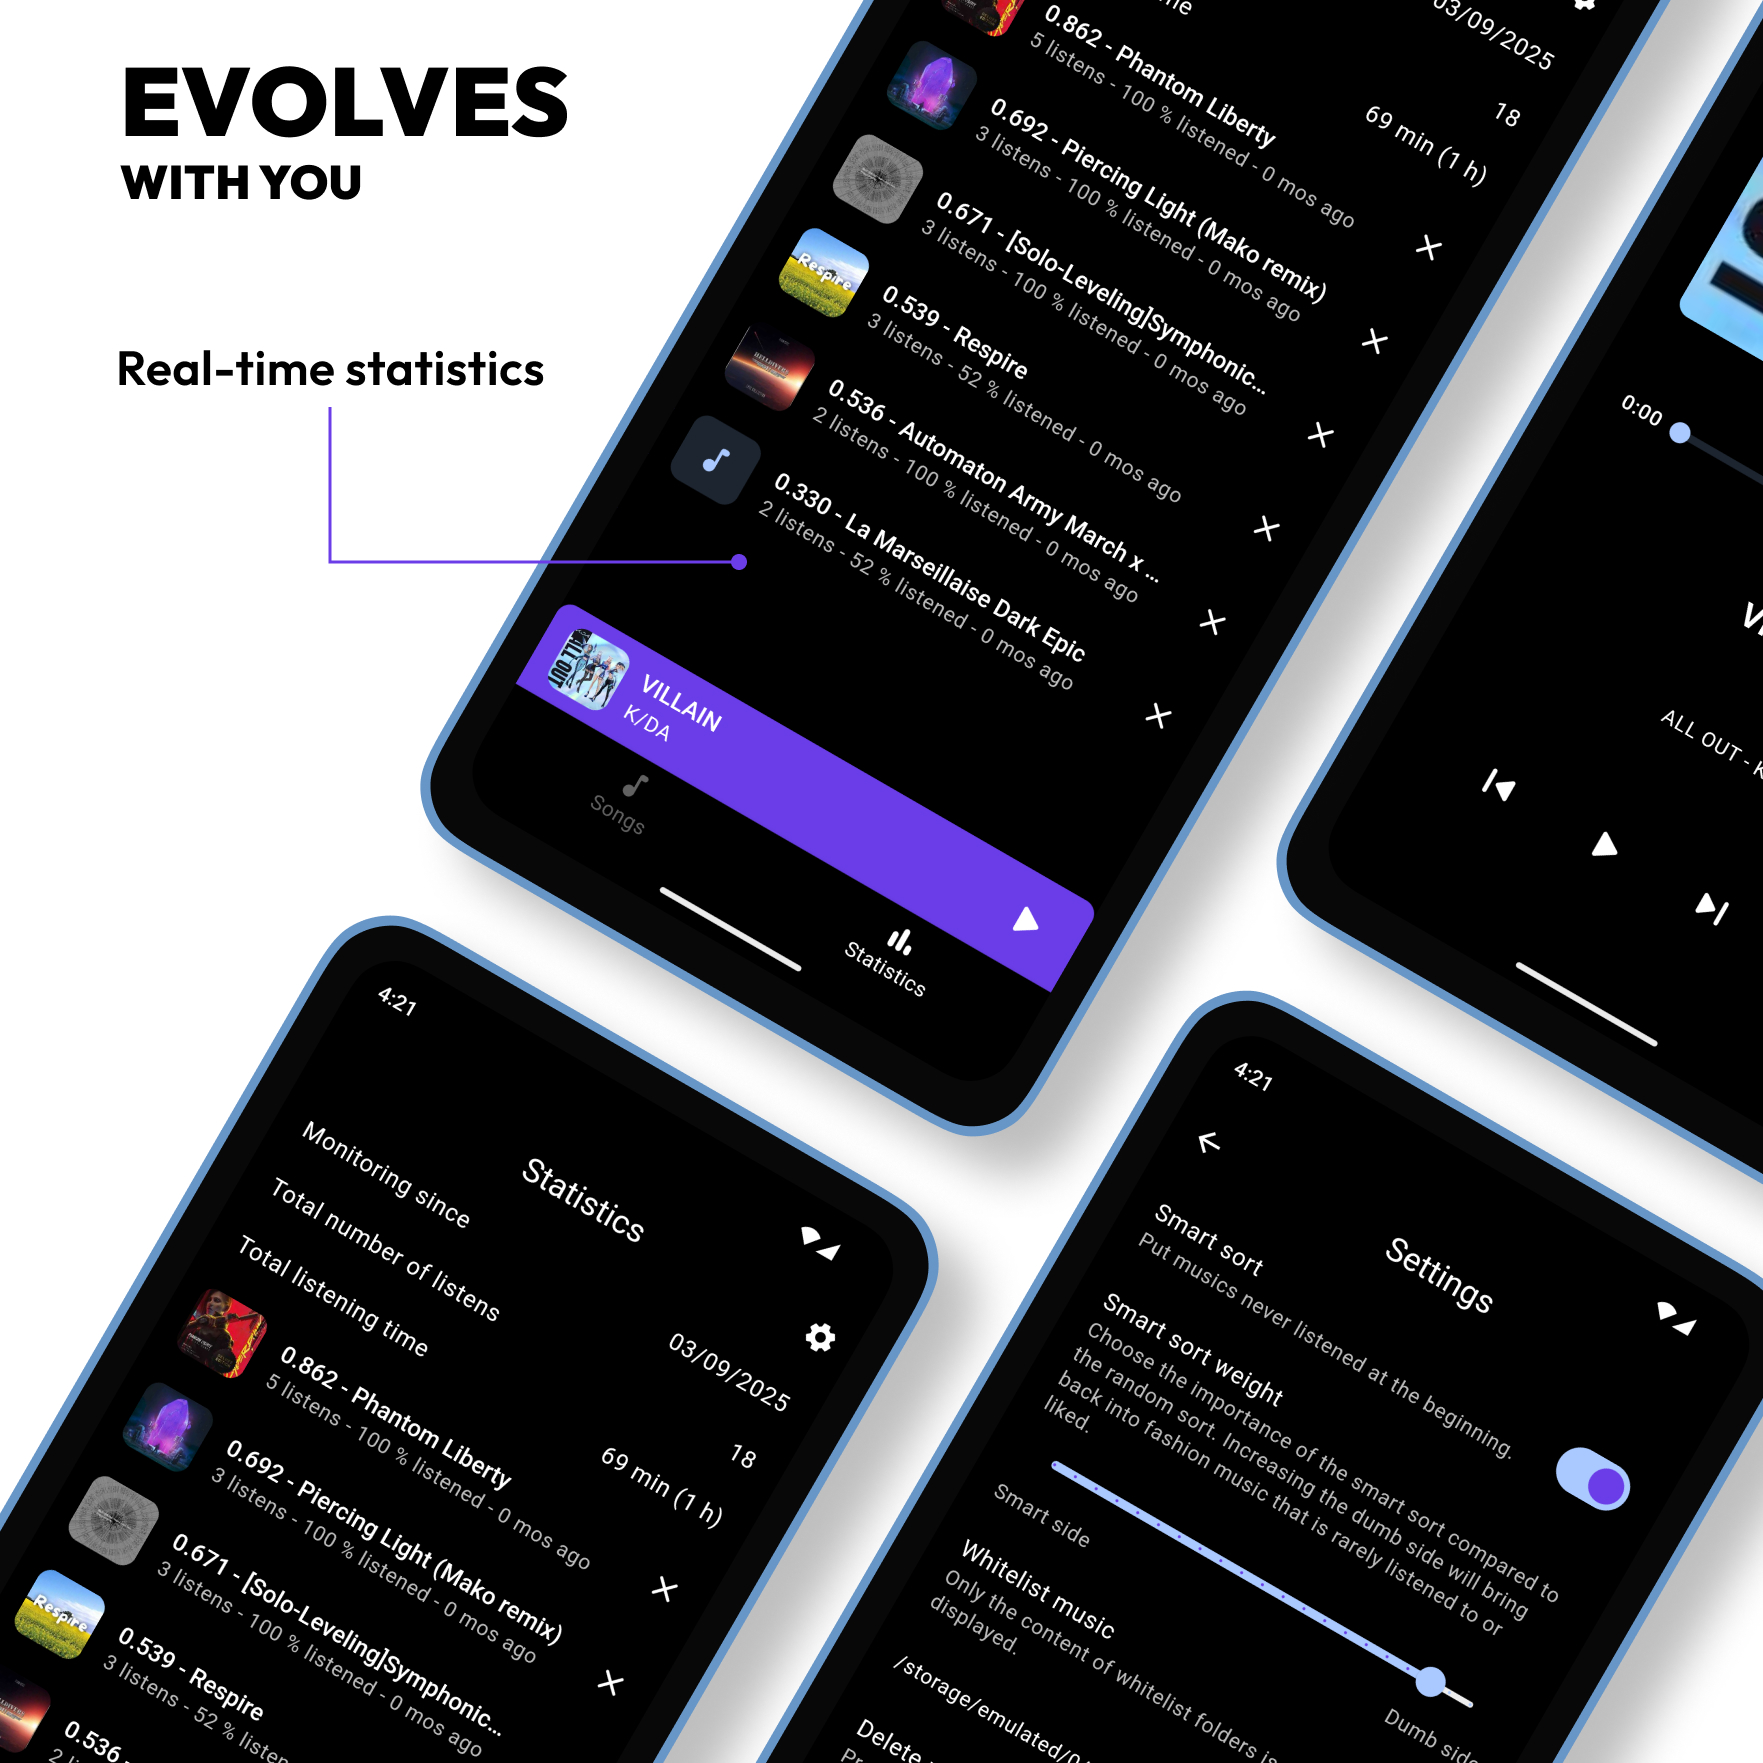 EVOLVES
WITH YOU
Real-time statistics
03/09/2025
18
69 min (1 h)
0.862 - Phantom Liberty
5 listens - 100 % listened - 0 mos ago
0.692 - Piercing Light (Mako remix)
3 listens - 100 % listened - 0 mos ago
0.671 - [Solo-Leveling]Symphonic...
3 listens - 100 % listened - 0 mos ago
Respire
0.539 - Respire
3 listens - 52 % listened - 0 mos ago
0.536 - Automaton Army March x ...
2 listens - 100 % listened - 0 mos ago
0.330 - La Marseillaise Dark Epic
2 listens - 52 % listened - 0 mos ago
VILLAIN
K/DA
Songs
Statistics
0:00
ALL OUT - K
4:21
Statistics
Monitoring since
03/09/2025
Total number of listens
18
Total listening time
69 min (1 h)
0.862 - Phantom Liberty
5 listens - 100 % listened - 0 mos ago
0.692 - Piercing Light (Mako remix)
3 listens - 100 % listened - 0 mos ago
0.671 - [Solo-Leveling]Symphonic...
3 listens - 100 % listened - 0 mos ago
Respire
0.539 - Respire
3 listens - 52 % listen
0.536 -
4:21
Settings
Smart sort
Put musics never listened at the beginning.
Smart sort weight
Choose the importance of the smart sort compared to
the random sort. Increasing the dumb side will bring
back into fashion music that is rarely listened to or
liked.
Smart side
Dumb side
Whitelist music
Only the content of whitelist folders is
displayed.
/storage/emulated/0
Delete